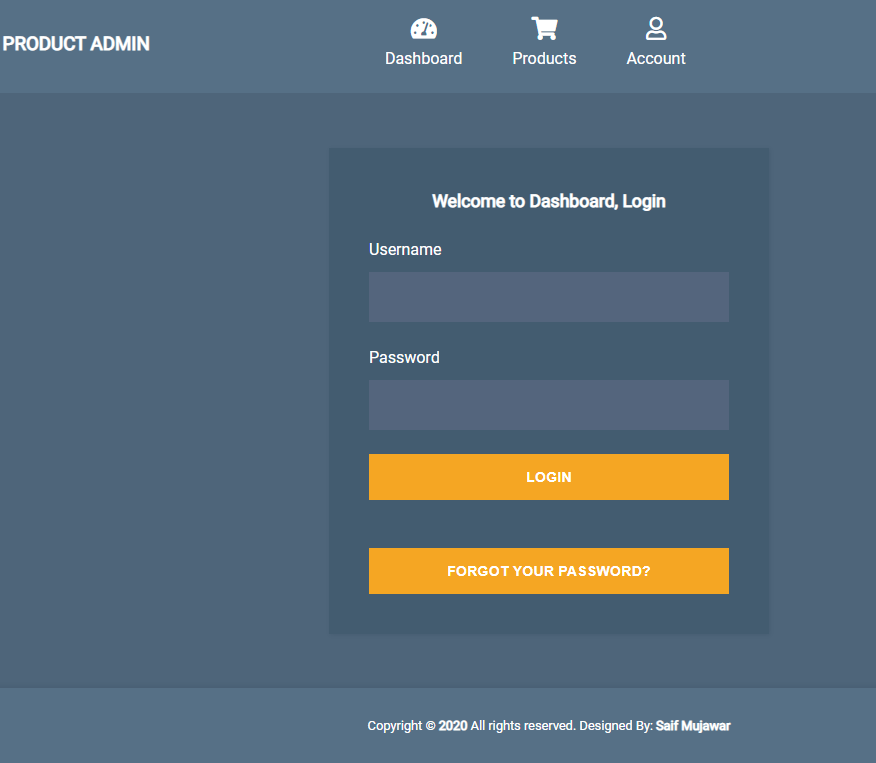 PRODUCT ADMIN
Dashboard
Products
Account
Welcome to Dashboard, Login
Username
Password
LOGIN
FORGOT YOUR PASSWORD?
Copyright © 2020 All rights reserved. Designed By: Saif Mujawar